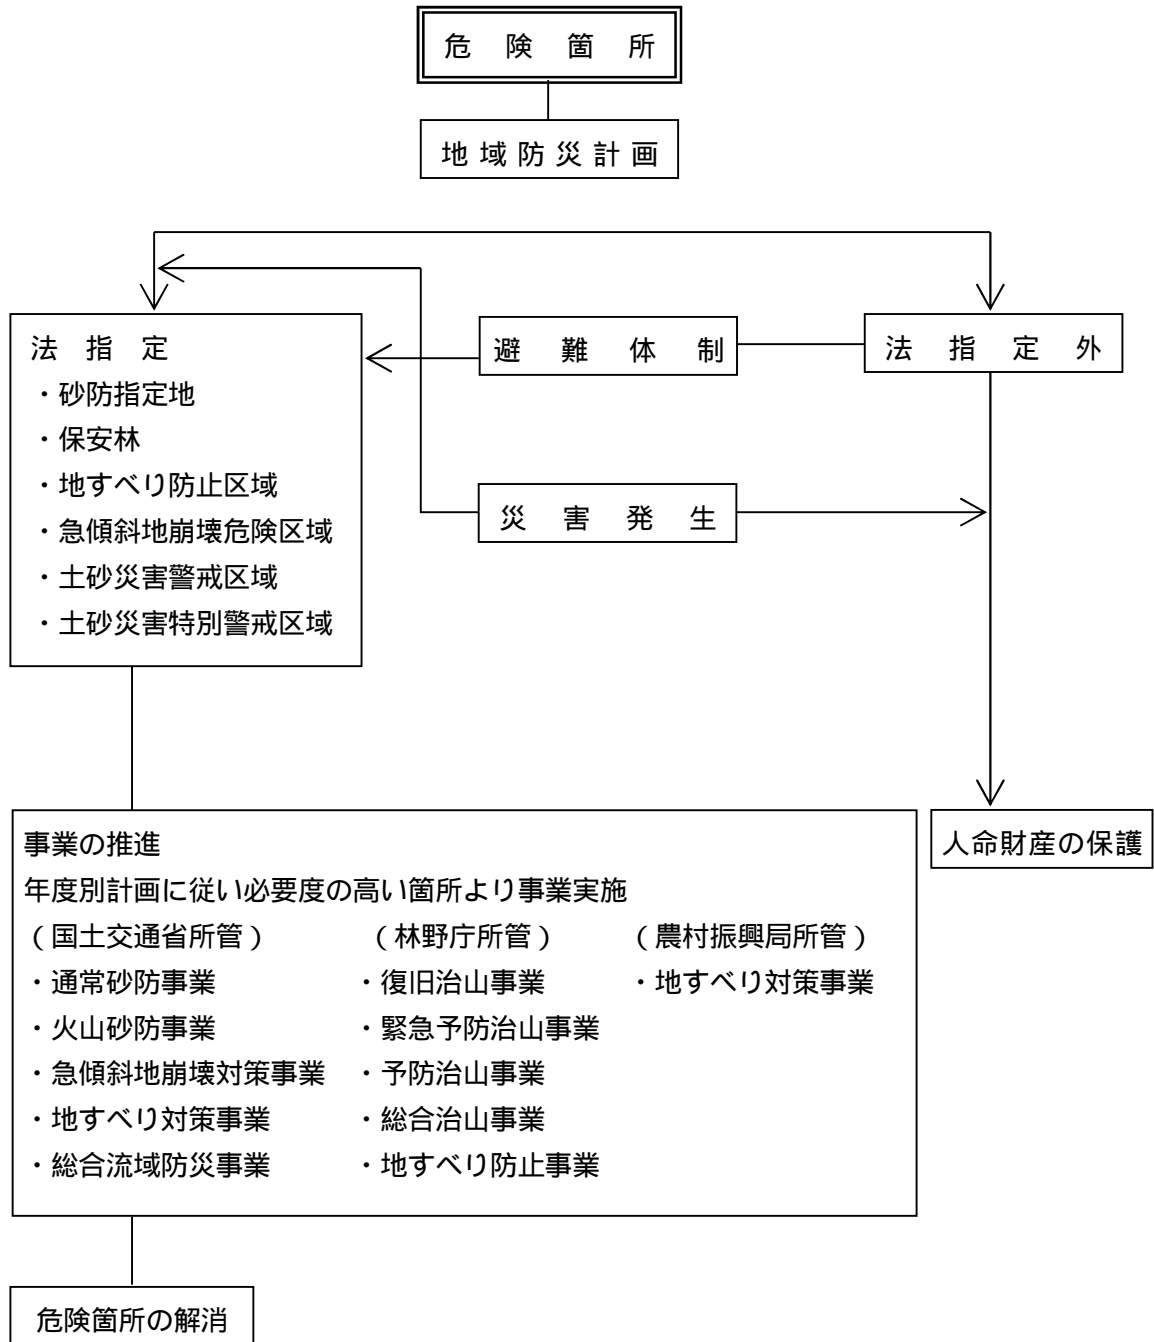 危険箇所
地域防災計画
法指定
・砂防指定地
・保安林
・地すべり防止区域
・急傾斜地崩壊危険区域
・土砂災害警戒区域
・土砂災害特別警戒区域
避難体制
法指定外
災害発生
事業の推進
年度別計画に従い必要度の高い箇所より事業実施
(国土交通省所管) (林野庁所管) (農村振興局所管)
・通常砂防事業 ・復旧治山事業 ・地すべり対策事業
・火山砂防事業 ・緊急予防治山事業
・急傾斜地崩壊対策事業 ・予防治山事業
・地すべり対策事業 ・総合治山事業
・総合流域防災事業 ・地すべり防止事業
人命財産の保護
危険箇所の解消